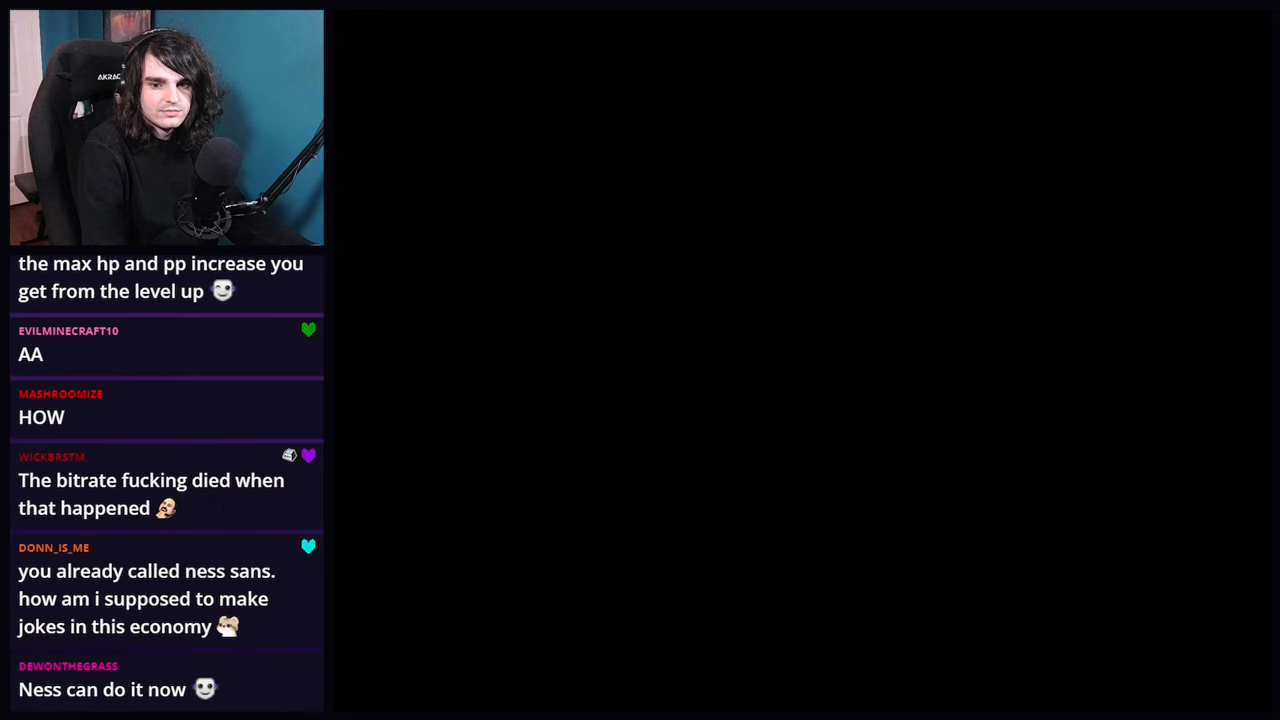 AKRAC
the max hp and pp increase you
get from the level up
EVILMINECRAFT10
AA
MASHROOMIZE
HOW
WICKBRSTM
The bitrate fucking died when
that happened
DONN_IS_ME
you already called ness sans.
how am i supposed to make
jokes in this economy
DEWONTHEGRASS
Ness can do it now